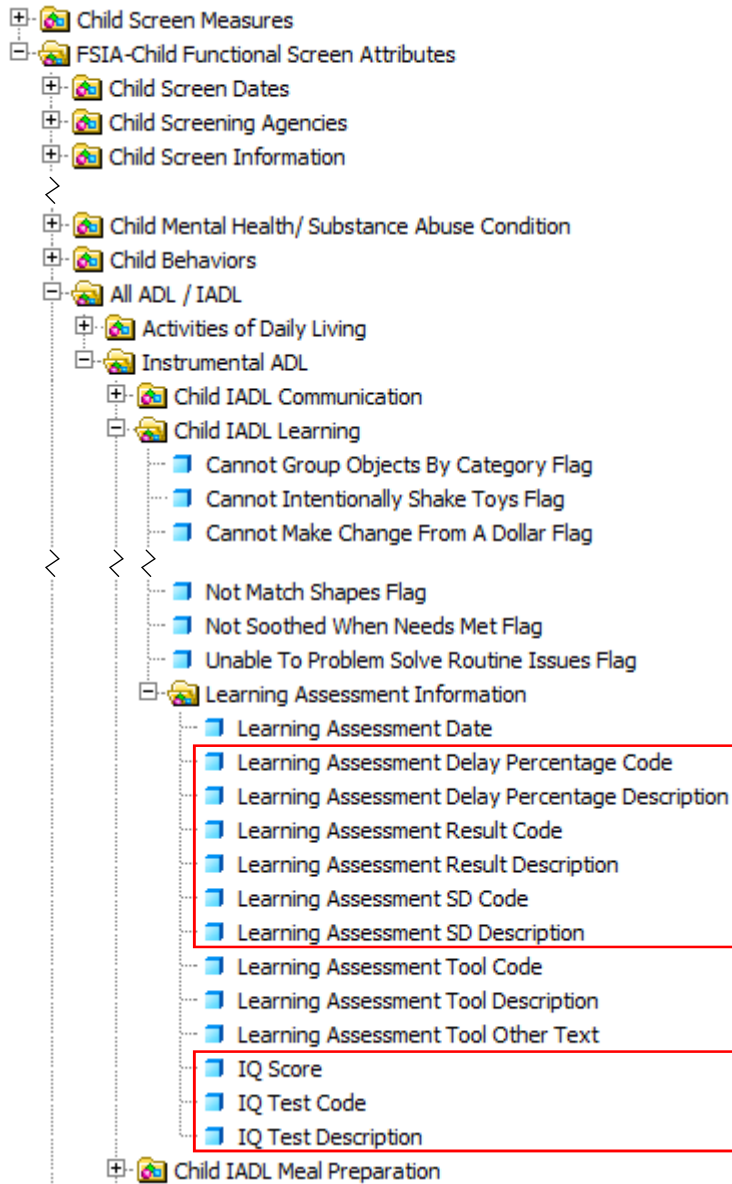 Child Screen Measures
FSIA-Child Functional Screen Attributes
Child Screen Dates
Child Screening Agencies
Child Screen Information
Child Mental Health/ Substance Abuse Condition
Child Behaviors
All ADL / IADL
Activities of Daily Living
Instrumental ADL
Child IADL Communication
Child IADL Learning
Cannot Group Objects By Category Flag
Cannot Intentionally Shake Toys Flag
Cannot Make Change From A Dollar Flag
Not Match Shapes Flag
Not Soothed When Needs Met Flag
Unable To Problem Solve Routine Issues Flag
Learning Assessment Information
Learning Assessment Date
Learning Assessment Delay Percentage Code
Learning Assessment Delay Percentage Description
Learning Assessment Result Code
Learning Assessment Result Description
Learning Assessment SD Code
Learning Assessment SD Description
Learning Assessment Tool Code
Learning Assessment Tool Description
Learning Assessment Tool Other Text
IQ Score
IQ Test Code
IQ Test Description
Child IADL Meal Preparation